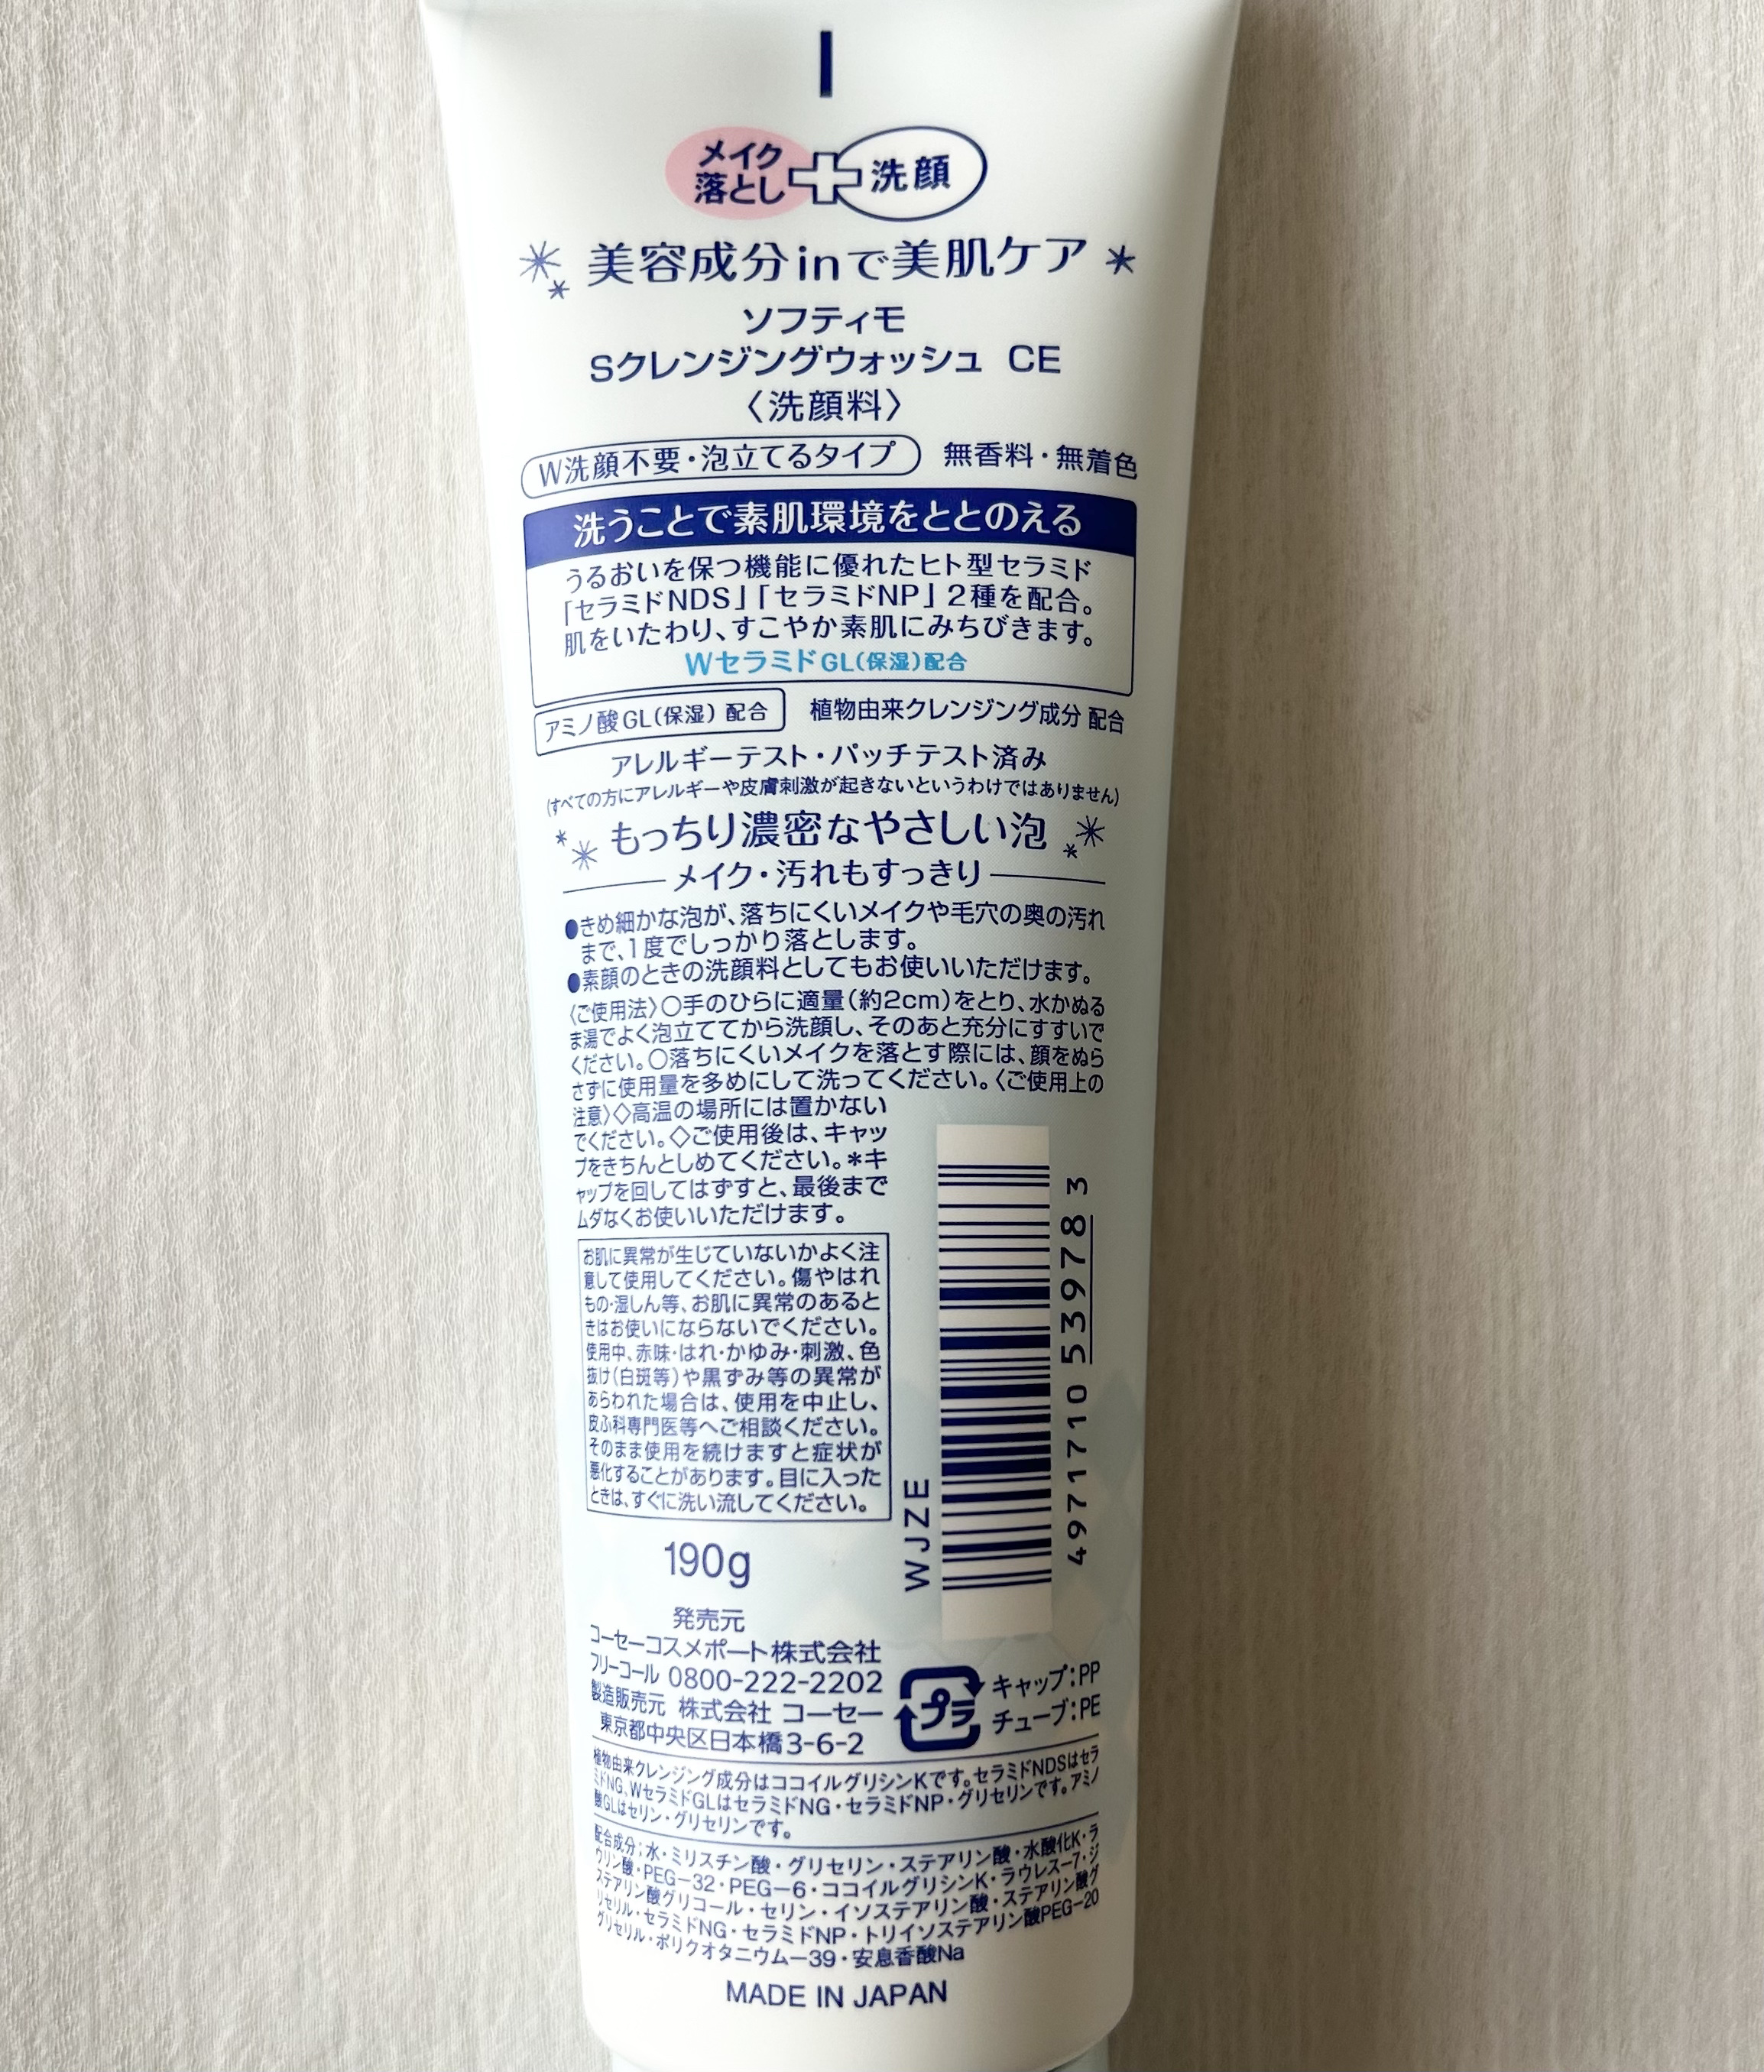 メイク
落とし
洗顔
美容成分inで美肌ケア
ソフティモ
Sクレンジングウォッシュ CE
〈洗顔料〉
W洗顔不要・泡立てるタイプ 無香料・無着色
洗うことで素肌環境をととのえる
うるおいを保つ機能に優れたヒト型セラミド
「セラミドNDS」「セラミドNP」2種を配合。
肌をいたわり、すこやか素肌にみちびきます。
WセラミドGL(保湿)配合
アミノ酸GL(保湿)配合 植物由来クレンジング成分 配合
アレルギーテスト・パッチテスト済み
(すべての方にアレルギーや皮膚刺激が起きないというわけではありません)
もっちり濃密なやさしい泡
メイク・汚れもすっきり
●きめ細かな泡が、落ちにくいメイクや毛穴の奥の汚れ
まで、1度でしっかり落とします。
●素顔のときの洗顔料としてもお使いいただけます。
〈ご使用法〉○手のひらに適量(約2cm)をとり、水かぬる
ま湯でよく泡立ててから洗顔し、そのあと充分にすすいで
ください。○落ちにくいメイクを落とす際には、顔をぬら
さずに使用量を多めにして洗ってください。〈ご使用上の
注意〉◇高温の場所には置かない
でください。◇ご使用後は、キャッ
プをきちんとしめてください。*キ
ャップを回してはずすと、最後まで
ムダなくお使いいただけます。
お肌に異常が生じていないかよく注
意して使用してください。傷やはれ
もの・湿しん等、お肌に異常のあると
きはお使いにならないでください。
使用中、赤味・はれ・かゆみ・刺激、色
抜け(白斑等)や黒ずみ等の異常が
あらわれた場合は、使用を中止し、
皮ふ科専門医等へご相談ください。
そのまま使用を続けますと症状が
悪化することがあります。目に入った
ときは、すぐに洗い流してください。
WJZE
4971710 539783
190g
発売元
コーセーコスメポート株式会社
フリーコール 0800-222-2202
製造販売元 株式会社 コーセー
東京都中央区日本橋3-6-2
プラ
キャップ:PP
チューブ:PE
植物由来クレンジング成分はココイルグリシンKです。セラミドNDSはセラ
ミドNG、WセラミドGLはセラミドNG・セラミドNP・グリセリンです。アミノ
酸GLはセリン・グリセリンです。
配合成分:水・ミリスチン酸・グリセリン・ステアリン酸・水酸化K・ラ
ウリン酸・PEG-32・PEG-6・ココイルグリシンK・ラウレス-7・ジ
ステアリン酸グリコール・セリン・イソステアリン酸・ステアリン酸グ
リセリル・セラミドNG・セラミドNP・トリイソステアリン酸PEG-20
グリセリル・ポリクオタニウム-39・安息香酸Na
MADE IN JAPAN